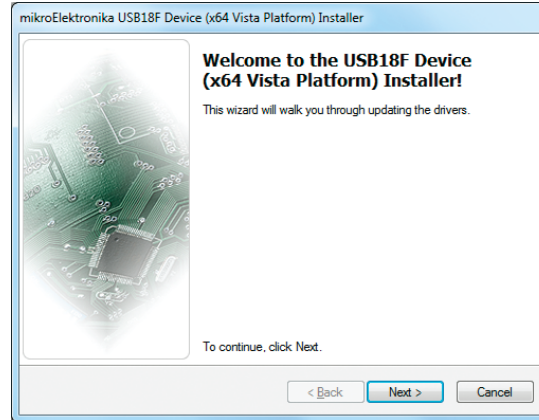 mikroElektronika USB18F Device (x64 Vista Platform) Installer
Welcome to the USB18F Device
(x64 Vista Platform) Installer!
This wizard will walk you through updating the drivers.
To continue, click Next.
< Back Next > Cancel